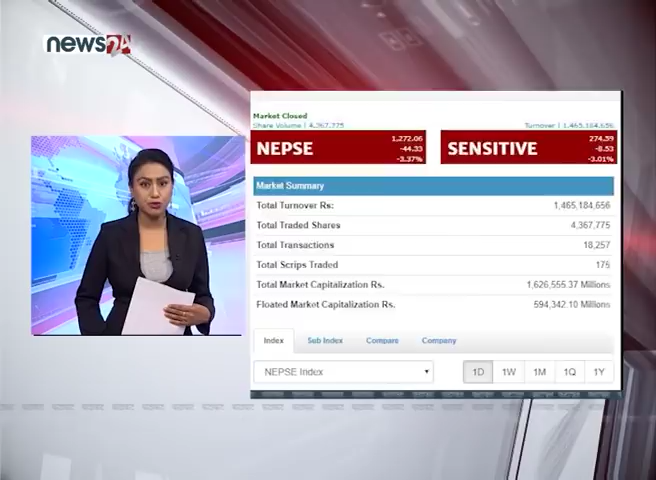 news24
Market Closed
Share Volume | 4,367,775
Turnover | 1,465,184,656
NEPSE
1,272.06
-44.33
-3.37%
SENSITIVE
274.59
-8.53
-3.01%
Market Summary
Total Turnover Rs: 1,465,184,656
Total Traded Shares 4,367,775
Total Transactions 18,257
Total Scrips Traded 175
Total Market Capitalization Rs. 1,626,555.37 Millions
Floated Market Capitalization Rs. 594,342.10 Millions
Index Sub Index Compare Company
NEPSE Index 1D 1W 1M 1Q 1Y